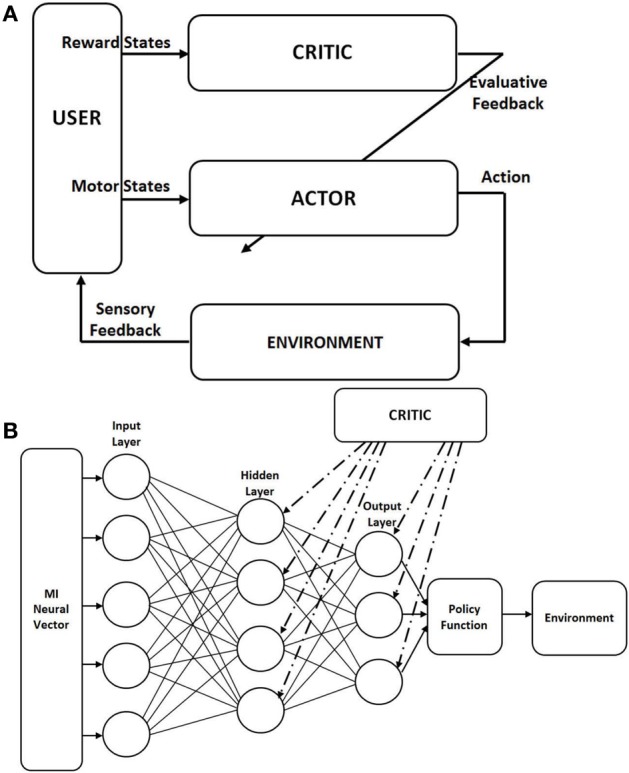 A
Reward States
CRITIC
Evaluative
Feedback
USER
Motor States
ACTOR
Action
Sensory
Feedback
ENVIRONMENT
B
CRITIC
Input
Layer
Hidden
Layer
Output
Layer
MI
Neural
Vector
Policy
Function
Environment